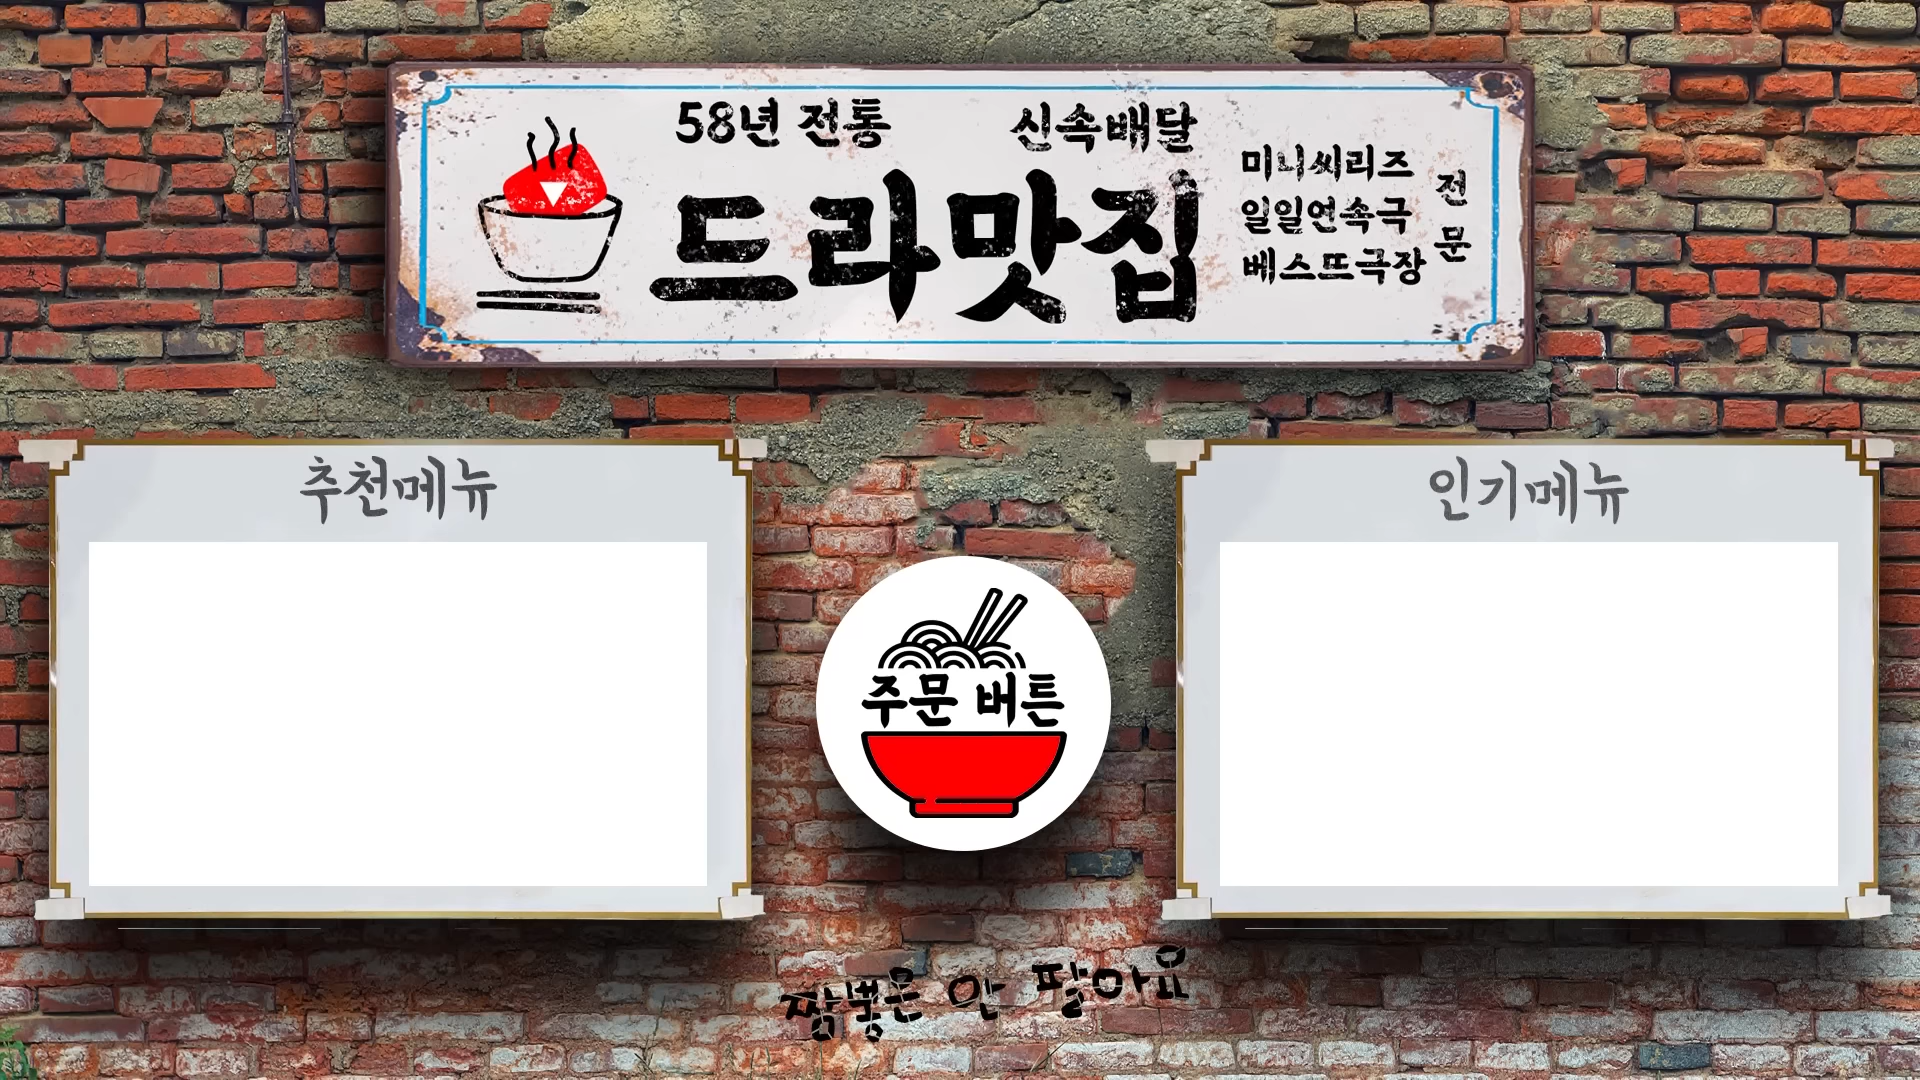 58년 전통 신속배달
드라맛집
미니씨리즈
일일연속극
베스뜨극장
전문
추천메뉴
인기메뉴
주문 버튼
짬뽕은 안 팔아요